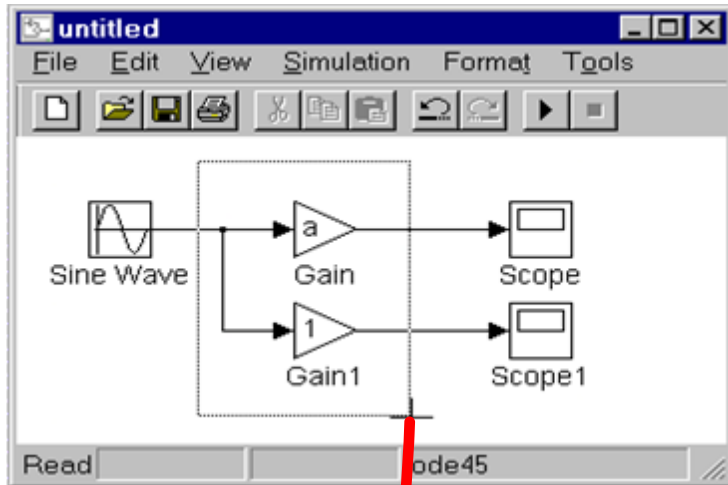 untitled
File Edit View Simulation Format Tools
a
Sine Wave Gain Scope
1
Gain1 Scope1
Read ode45